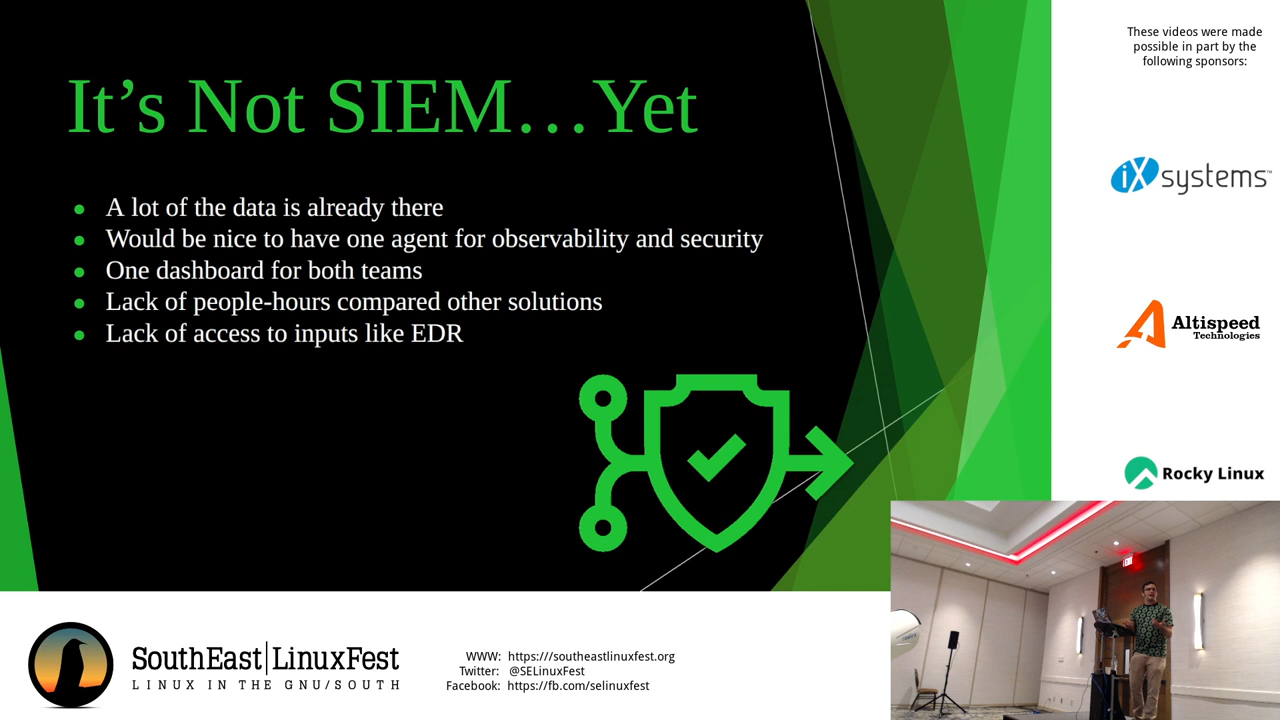 It's Not SIEM…Yet
A lot of the data is already there
Would be nice to have one agent for observability and security
One dashboard for both teams
Lack of people-hours compared other solutions
Lack of access to inputs like EDR
These videos were made
possible in part by the
following sponsors:
iXsystems™
Altispeed
Technologies
Rocky Linux
EXIT
SouthEast|LinuxFest
LINUX IN THE GNU/SOUTH
WWW: https:///southeastlinuxfest.org
Twitter: @SELinuxFest
Facebook: https://fb.com/selinuxfest